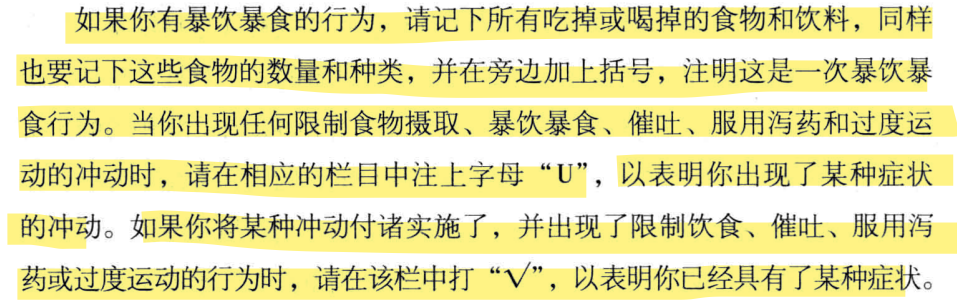 如果你有暴饮暴食的行为，请记下所有吃掉或喝掉的食物和饮料，同样
也要记下这些食物的数量和种类，并在旁边加上括号，注明这是一次暴饮暴
食行为。当你出现任何限制食物摄取、暴饮暴食、催吐、服用泻药和过度运
动的冲动时，请在相应的栏目中注上字母“U”，以表明你出现了某种症状
的冲动。如果你将某种冲动付诸实施了，并出现了限制饮食、催吐、服用泻
药或过度运动的行为时，请在该栏中打“√”，以表明你已经具有了某种症状。